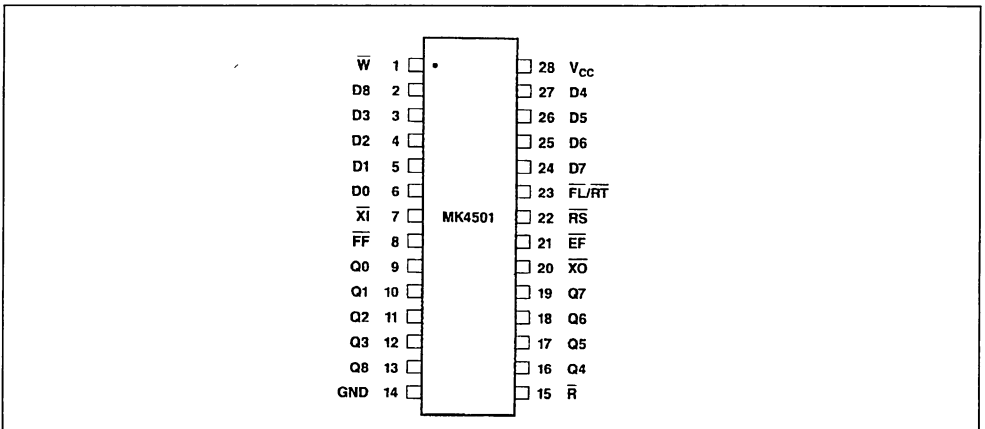 W̅ 1 28 V_CC
D8 2 27 D4
D3 3 26 D5
D2 4 25 D6
D1 5 24 D7
D0 6 23 F̅L̅/R̅T̅
X̅I̅ 7 MK4501 22 R̅S̅
F̅F̅ 8 21 E̅F̅
Q0 9 20 X̅O̅
Q1 10 19 Q7
Q2 11 18 Q6
Q3 12 17 Q5
Q8 13 16 Q4
GND 14 15 R̅